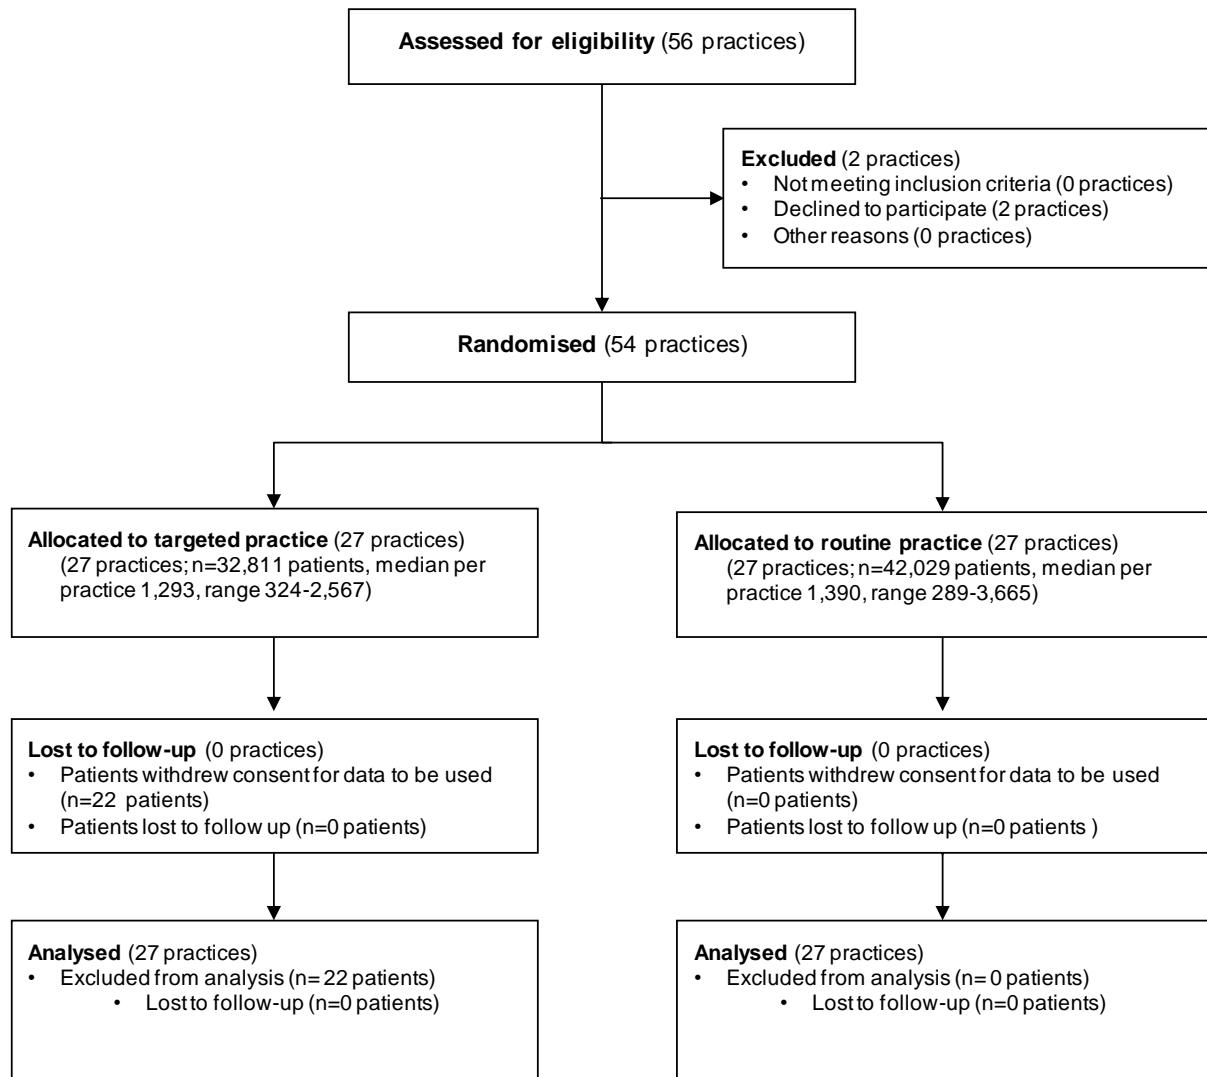 Assessed for eligibility (56 practices)
Excluded (2 practices)
• Not meeting inclusion criteria (0 practices)
• Declined to participate (2 practices)
• Other reasons (0 practices)
Randomised (54 practices)
Allocated to targeted practice (27 practices)
(27 practices; n=32,811 patients, median per
practice 1,293, range 324-2,567)
Allocated to routine practice (27 practices)
(27 practices; n=42,029 patients, median per
practice 1,390, range 289-3,665)
Lost to follow-up (0 practices)
• Patients withdrew consent for data to be used
(n=22 patients)
• Patients lost to follow up (n=0 patients)
Lost to follow-up (0 practices)
• Patients withdrew consent for data to be used
(n=0 patients)
• Patients lost to follow up (n=0 patients )
Analysed (27 practices)
• Excluded from analysis (n= 22 patients)
• Lost to follow-up (n=0 patients)
Analysed (27 practices)
• Excluded from analysis (n= 0 patients)
• Lost to follow-up (n=0 patients)